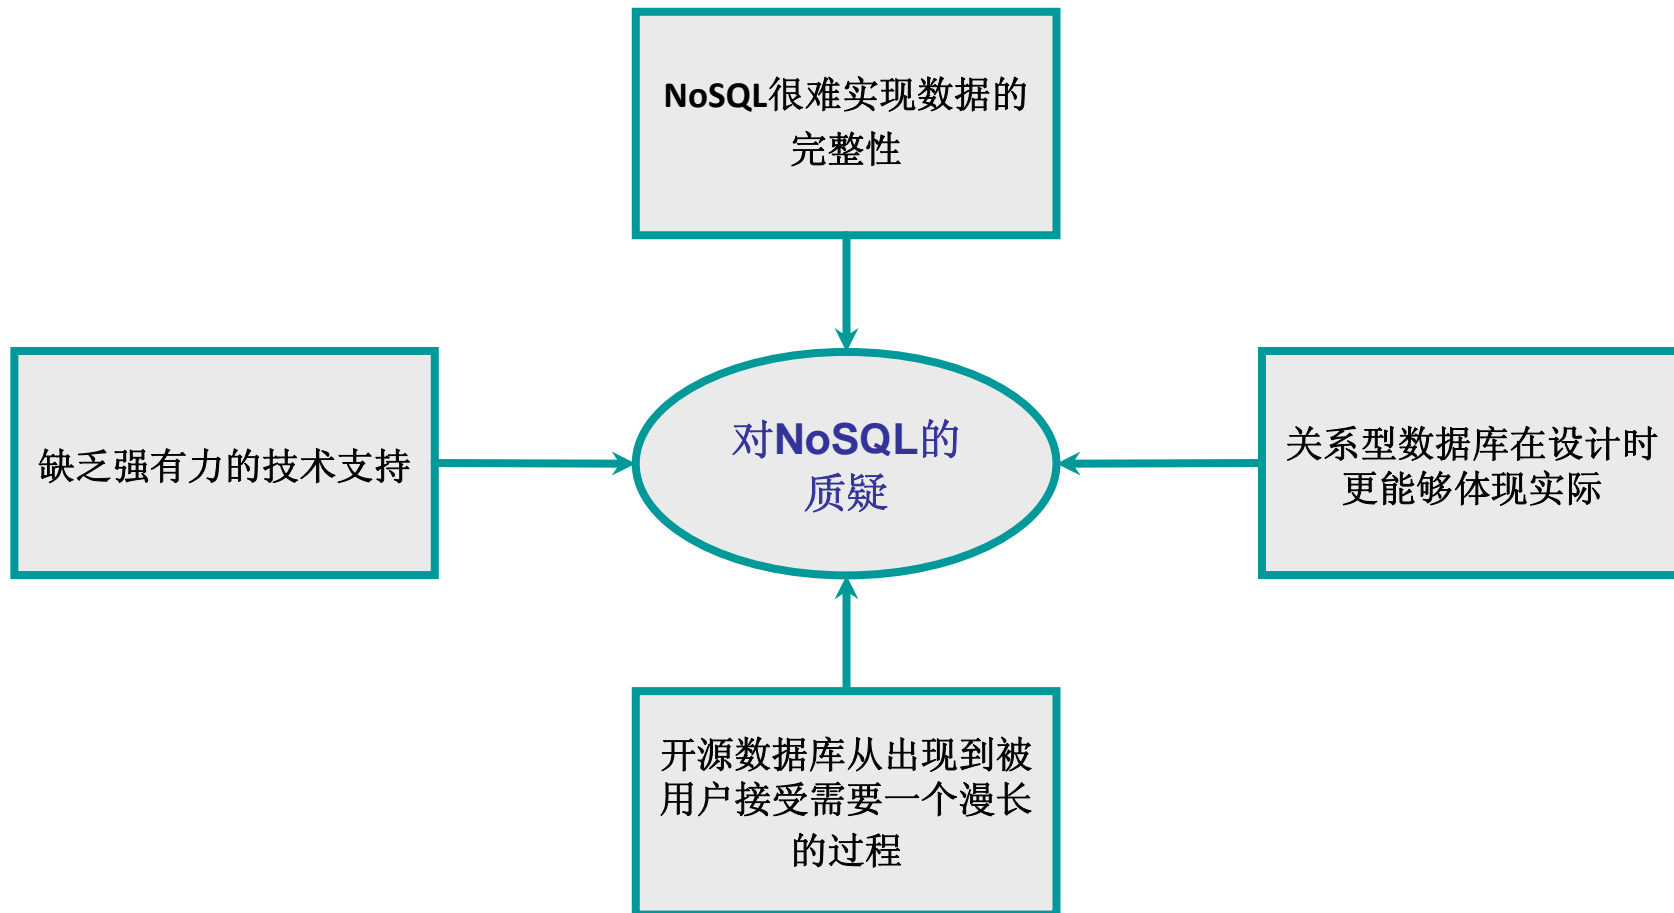 NoSQL很难实现数据的
完整性
缺乏强有力的技术支持
对NoSQL的
质疑
关系型数据库在设计时
更能够体现实际
开源数据库从出现到被
用户接受需要一个漫长
的过程